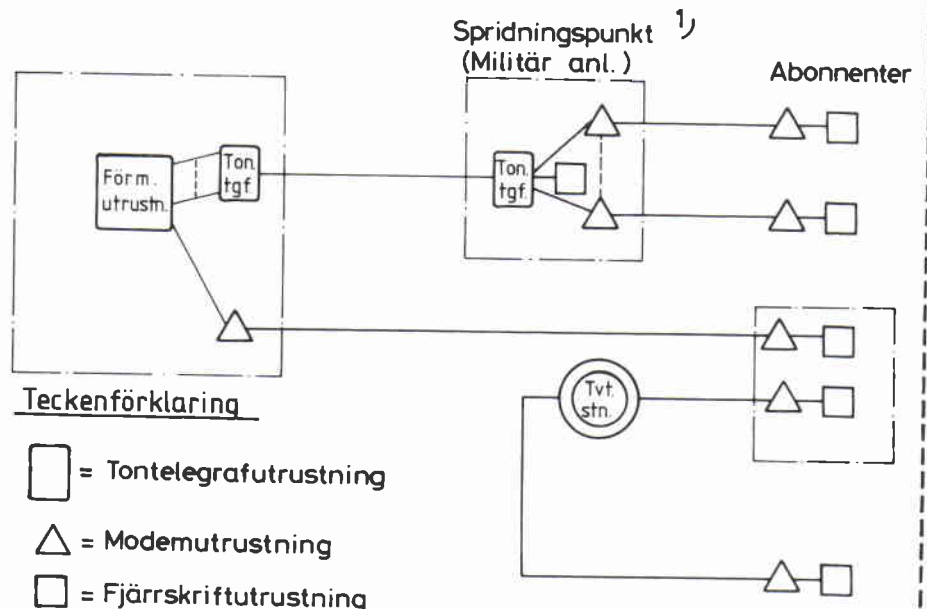 Spridningspunkt 1)
(Militär anl.)
Abonnenter
Förm.
utrustn.
Ton.
tgf.
Ton.
tgf.
Tvt.
stn.
Teckenförklaring
= Tontelegrafutrustning
= Modemutrustning
= Fjärrskriftutrustning